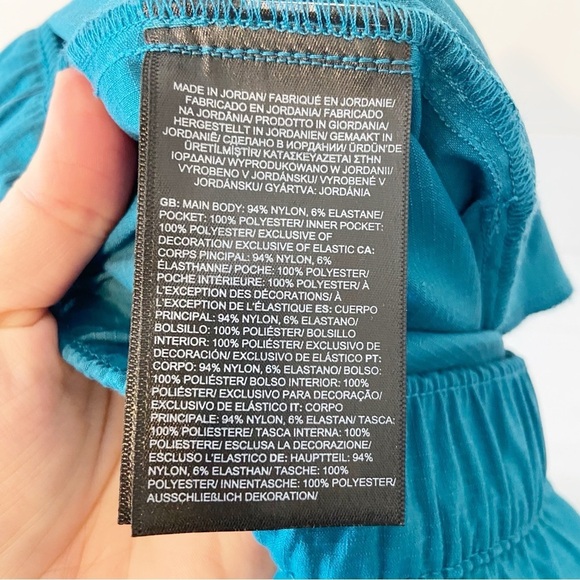 MADE IN JORDAN/ FABRIQUÉ EN JORDANIE/
FABRICADO EN JORDANIA/ FABRICADO
NA JORDÂNIA/ PRODOTTO IN GIORDANIA/
HERGESTELLT IN JORDANIEN/ GEMAAKT IN
JORDANIË/ СДЕЛАНО В ИОРДАНИИ/ ÜRDÜN'DE
ÜRETİLMİŞTİR/ ΚΑΤΑΣΚΕΥΑΖΕΤΑΙ ΣΤΗΝ
ΙΟΡΔΑΝΙΑ/ WYPRODUKOWANO W JORDANII/
VYROBENO V JORDÁNSKU/ VYROBENÉ V
JORDÁNSKU/ GYÁRTVA: JORDÁNIA
GB: MAIN BODY: 94% NYLON, 6% ELASTANE/
POCKET: 100% POLYESTER/ INNER POCKET:
100% POLYESTER/ EXCLUSIVE OF
DECORATION/ EXCLUSIVE OF ELASTIC CA:
CORPS PINCIPAL: 94% NYLON, 6%
ÉLASTHANNE/ POCHE: 100% POLYESTER/
POCHE INTÉRIEURE: 100% POLYESTER/ À
L'EXCEPTION DES DÉCORATIONS/ À
L'EXCEPTION DE L'ÉLASTIQUE ES: CUERPO
PRINCIPAL: 94% NYLON, 6% ELASTANO/
BOLSILLO: 100% POLIÉSTER/ BOLSILLO
INTERIOR: 100% POLIÉSTER/ EXCLUSIVO DE
DECORACIÓN/ EXCLUSIVO DE ELÁSTICO PT:
CORPO: 94% NYLON, 6% ELASTANO/ BOLSO:
100% POLIÉSTER/ BOLSO INTERIOR: 100%
POLIÉSTER/ EXCLUSIVO PARA DECORAÇÃO/
EXCLUSIVO DE ELÁSTICO IT: CORPO
PRINCIPALE: 94% NYLON, 6% ELASTAN/ TASCA:
100% POLIESTERE/ TASCA INTERNA: 100%
POLIESTERE/ ESCLUSA LA DECORAZIONE/
ESCLUSO L'ELASTICO DE: HAUPTTEIL: 94%
NYLON, 6% ELASTHAN/ TASCHE: 100%
POLYESTER/ INNENTASCHE: 100% POLYESTER/
AUSSCHLIEßLICH DEKORATION/